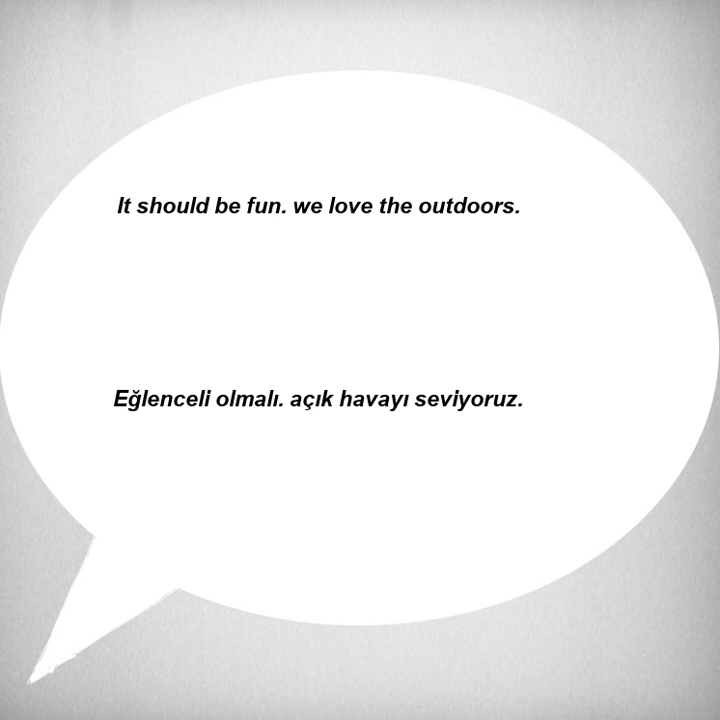 It should be fun. we love the outdoors.
Eğlenceli olmalı. açık havayı seviyoruz.